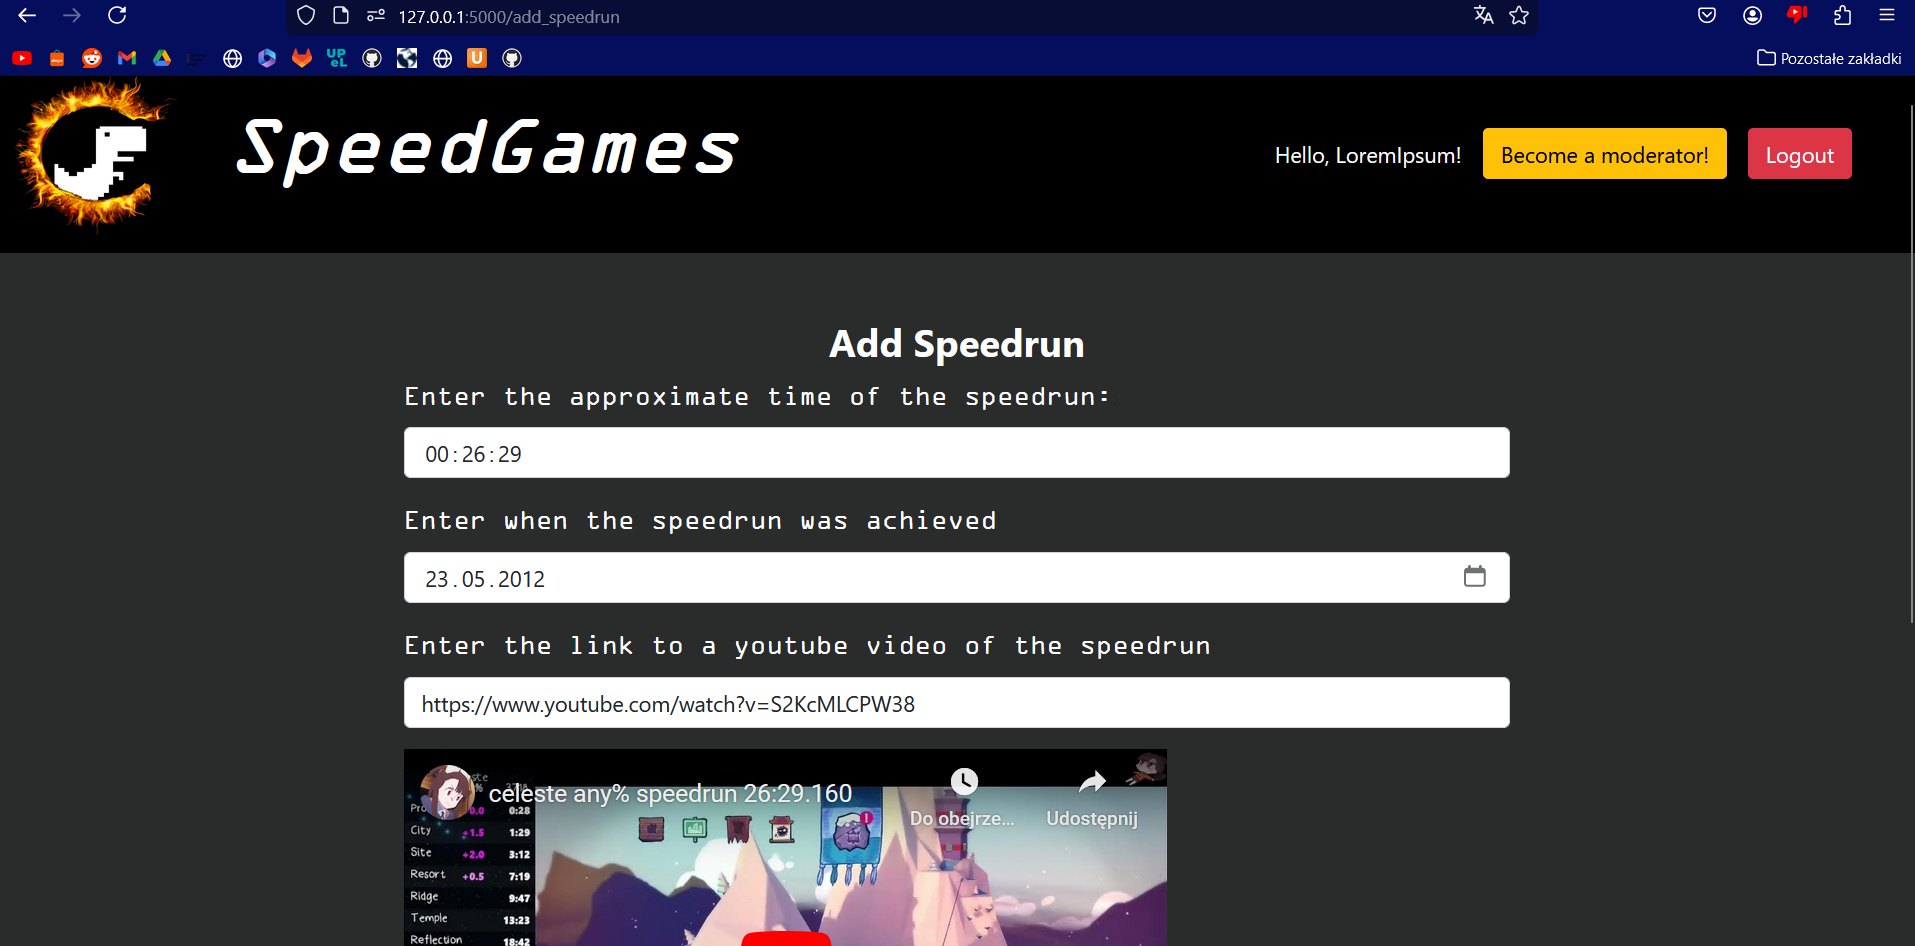 127.0.0.1:5000/add_speedrun
UP
eL
U
Pozostałe zakładki
SpeedGames
Hello, LoremIpsum!
Become a moderator!
Logout
Add Speedrun
Enter the approximate time of the speedrun:
00:26:29
Enter when the speedrun was achieved
23.05.2012
Enter the link to a youtube video of the speedrun
https://www.youtube.com/watch?v=S2KcMLCPW38
celeste any% speedrun 26:29.160
Do obejrze...
Udostępnij
0:28
City +1.5 1:29
Site +2.0 3:12
Resort +0.5 7:19
Ridge 9:47
Temple 13:23
Reflection 18:42